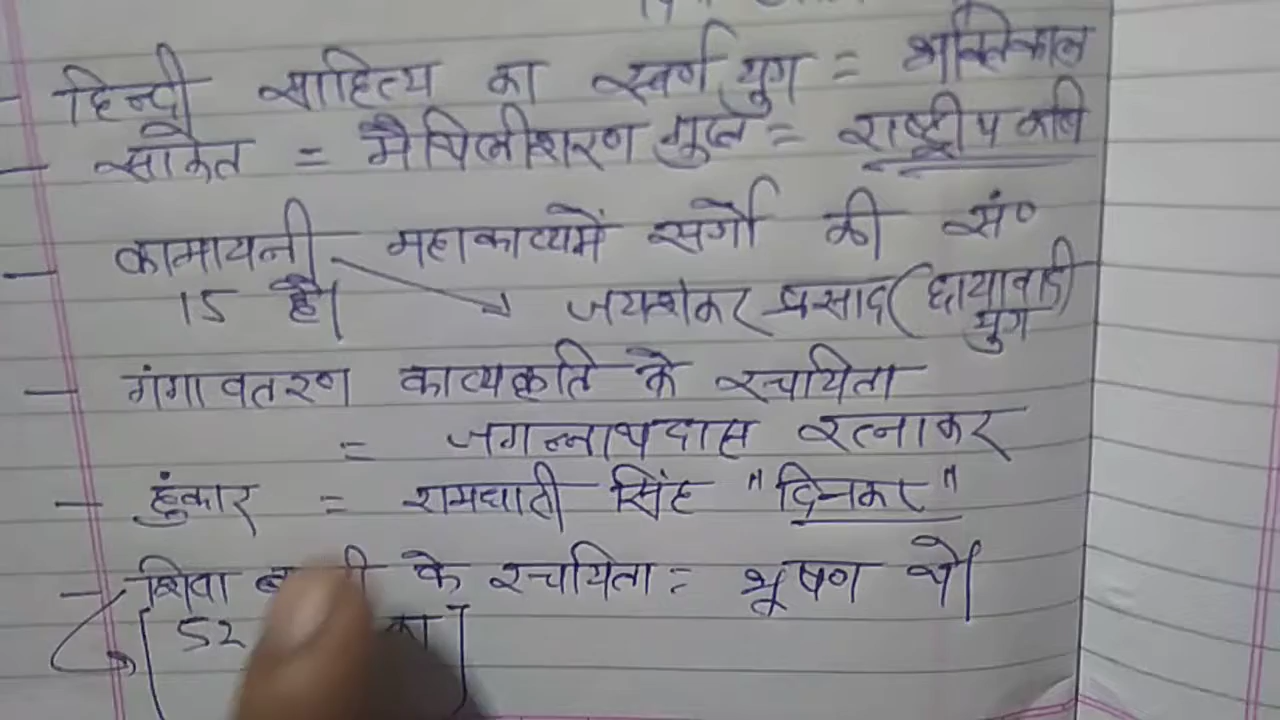 - हिन्दी साहित्य का स्वर्ण युग = भक्तिकाल
- साकेत = मैथिलीशरण गुप्त = राष्ट्रीय कवि
- कामायनी महाकाव्यमें सर्गो की सं०
15 है। जयशंकर प्रसाद (छायावादी
युग
- गंगावतरण काव्यकृति के रचयिता
= जगन्नाथदास रत्नाकर
- हुंकार = रामधारी सिंह "दिनकर"
- शिवा के रचयिता = भूषण थे।
[52 का]